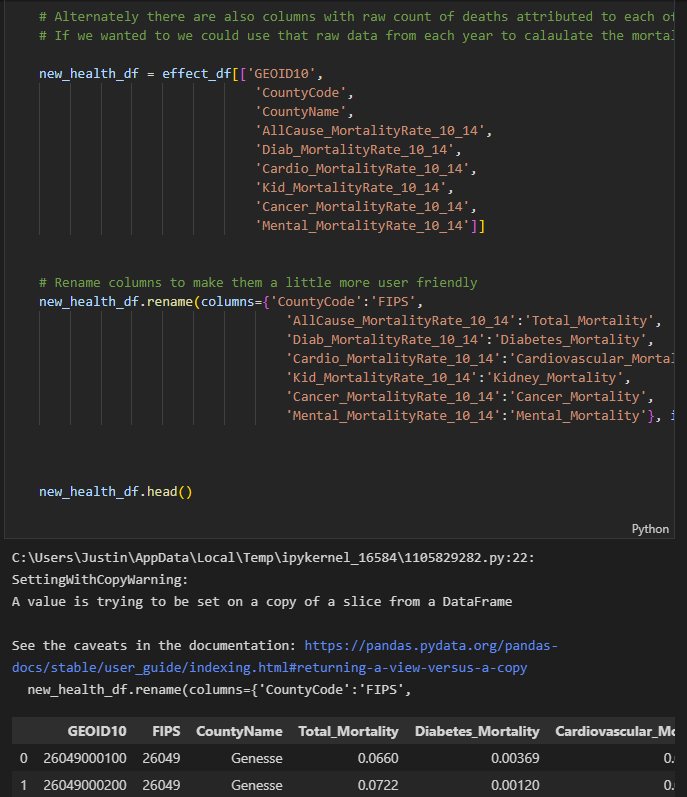 # Alternately there are also columns with raw count of deaths attributed to each of
# If we wanted to we could use that raw data from each year to calaulate the mortal
new_health_df = effect_df[['GEOID10',
'CountyCode',
'CountyName',
'AllCause_MortalityRate_10_14',
'Diab_MortalityRate_10_14',
'Cardio_MortalityRate_10_14',
'Kid_MortalityRate_10_14',
'Cancer_MortalityRate_10_14',
'Mental_MortalityRate_10_14']]
# Rename columns to make them a little more user friendly
new_health_df.rename(columns={'CountyCode':'FIPS',
'AllCause_MortalityRate_10_14':'Total_Mortality',
'Diab_MortalityRate_10_14':'Diabetes_Mortality',
'Cardio_MortalityRate_10_14':'Cardiovascular_Mortal
'Kid_MortalityRate_10_14':'Kidney_Mortality',
'Cancer_MortalityRate_10_14':'Cancer_Mortality',
'Mental_MortalityRate_10_14':'Mental_Mortality'}, i
new_health_df.head()
Python
C:\Users\Justin\AppData\Local\Temp\ipykernel_16584\1105829282.py:22:
SettingWithCopyWarning:
A value is trying to be set on a copy of a slice from a DataFrame
See the caveats in the documentation: https://pandas.pydata.org/pandas-
docs/stable/user_guide/indexing.html#returning-a-view-versus-a-copy
new_health_df.rename(columns={'CountyCode':'FIPS',
GEOID10 FIPS CountyName Total_Mortality Diabetes_Mortality Cardiovascular_Mo
0 26049000100 26049 Genesse 0.0660 0.00369 0.
1 26049000200 26049 Genesse 0.0722 0.00120 0.